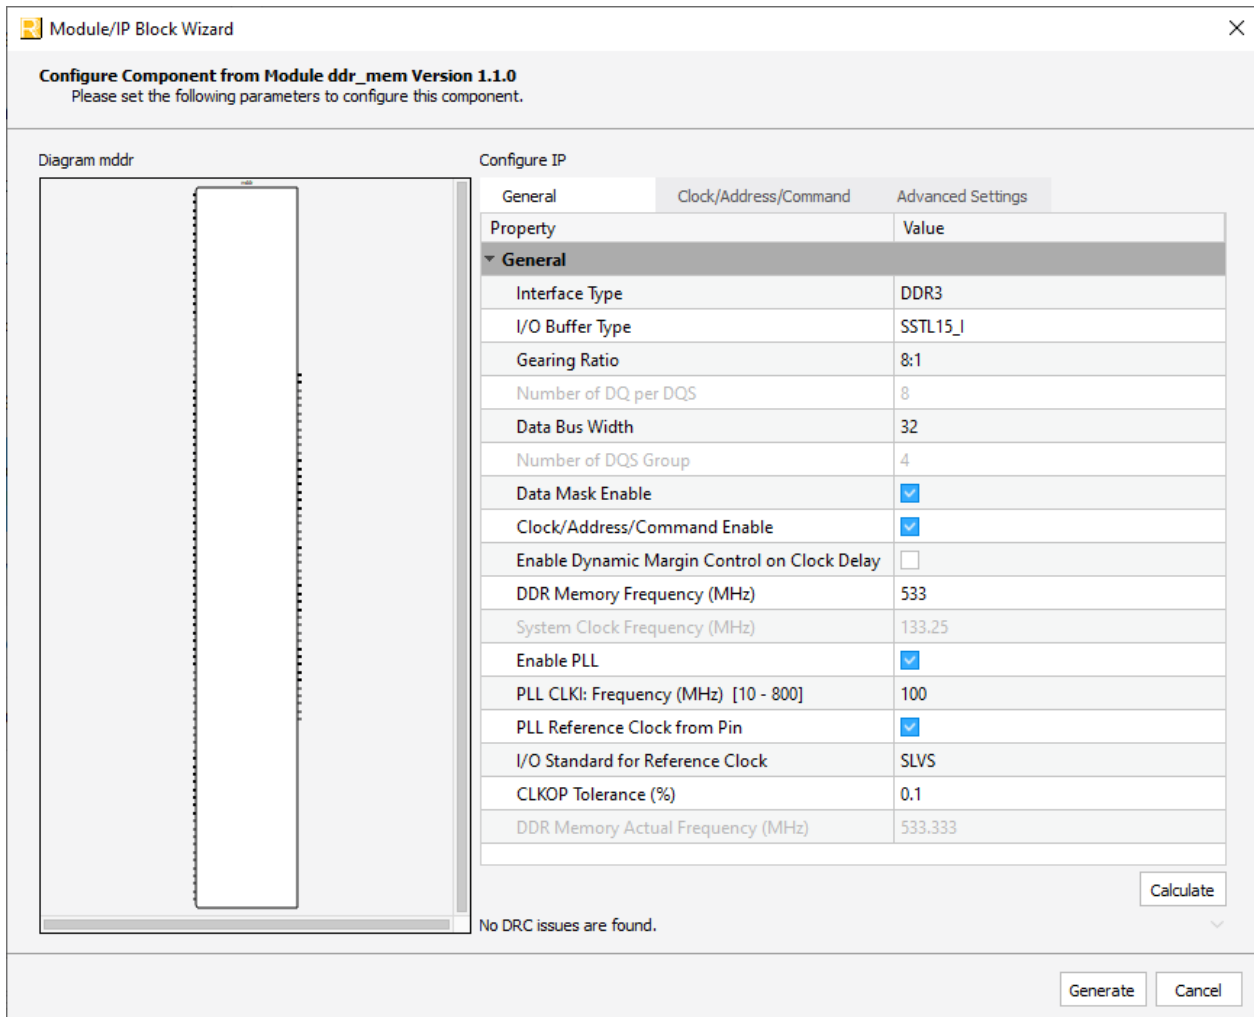 Module/IP Block Wizard
Configure Component from Module ddr_mem Version 1.1.0
Please set the following parameters to configure this component.
Diagram mddr
Configure IP
General Clock/Address/Command Advanced Settings
Property Value
General
Interface Type DDR3
I/O Buffer Type SSTL15_I
Gearing Ratio 8:1
Number of DQ per DQS 8
Data Bus Width 32
Number of DQS Group 4
Data Mask Enable
Clock/Address/Command Enable
Enable Dynamic Margin Control on Clock Delay
DDR Memory Frequency (MHz) 533
System Clock Frequency (MHz) 133.25
Enable PLL
PLL CLKI: Frequency (MHz) [10 - 800] 100
PLL Reference Clock from Pin
I/O Standard for Reference Clock SLVS
CLKOP Tolerance (%) 0.1
DDR Memory Actual Frequency (MHz) 533.333
Calculate
No DRC issues are found.
Generate Cancel